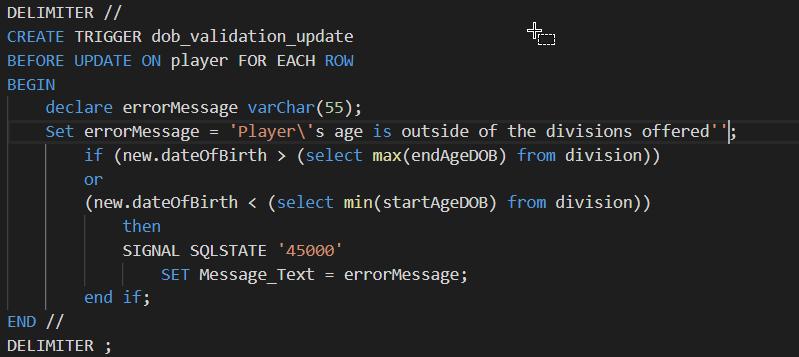 DELIMITER //
CREATE TRIGGER dob_validation_update
BEFORE UPDATE ON player FOR EACH ROW
BEGIN
    declare errorMessage varChar(55);
    Set errorMessage = 'Player\'s age is outside of the divisions offered'';
        if (new.dateOfBirth > (select max(endAgeDOB) from division))
        or
        (new.dateOfBirth < (select min(startAgeDOB) from division))
            then
            SIGNAL SQLSTATE '45000'
                SET Message_Text = errorMessage;
        end if;
END //
DELIMITER ;